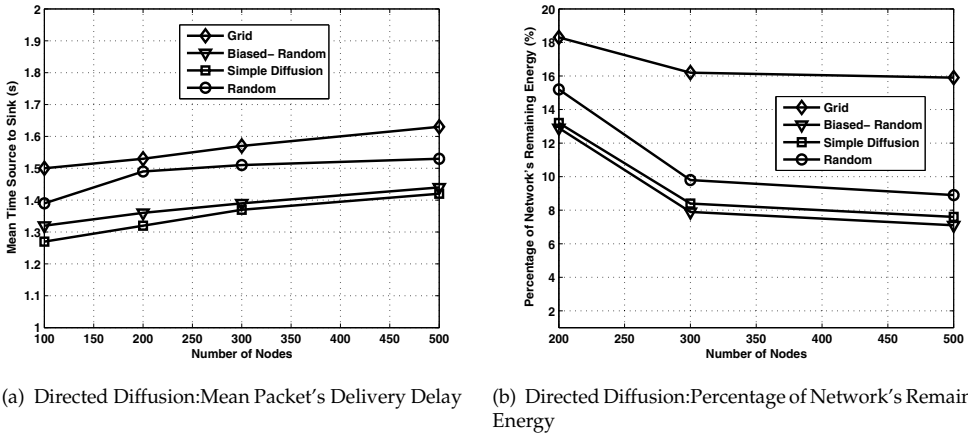 2
1.9
1.8
1.7
1.6
1.5
1.4
1.3
1.2
1.1
1
Mean Time Source to Sink (s)
Grid
Biased- Random
Simple Diffusion
Random
100 150 200 250 300 350 400 450 500
Number of Nodes
(a) Directed Diffusion:Mean Packet's Delivery Delay
20
18
16
14
12
10
8
6
4
2
Percentage of Network's Remaining Energy (%)
Grid
Biased- Random
Simple Diffusion
Random
200 250 300 350 400 450 500
Number of Nodes
(b) Directed Diffusion:Percentage of Network's Remain
Energy